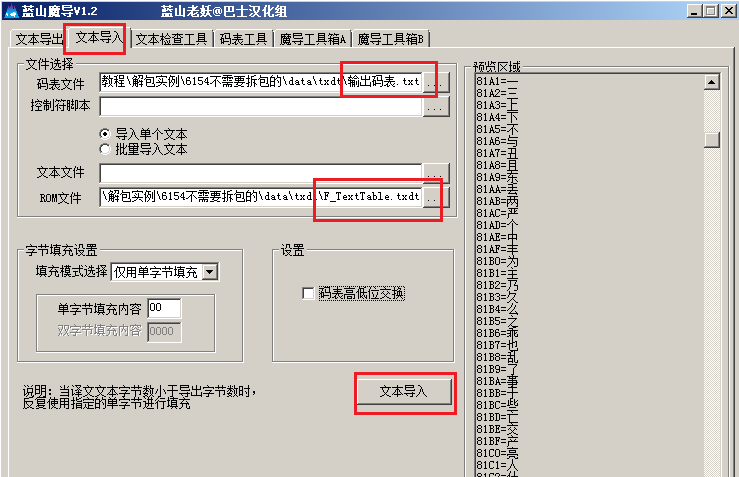 蓝山魔导V1.2 蓝山老妖@巴士汉化组
文本导出 文本导入 文本检查工具 码表工具 魔导工具箱A 魔导工具箱B
文件选择
码表文件 教程\解包实例\6154不需要拆包的\data\txdt\输出码表.txt ...
控制符脚本 ...
导入单个文本
批量导入文本
文本文件 ...
ROM文件 \解包实例\6154不需要拆包的\data\txdt\F_TextTable.txdt ...
字节填充设置
填充模式选择 仅用单字节填充
单字节填充内容 00
双字节填充内容 0000
设置
码表高低位交换
说明: 当译文文本字节数小于导出字节数时,
反复使用指定的单字节进行填充
文本导入
预览区域
81A1=一
81A2=三
81A3=上
81A4=下
81A5=不
81A6=与
81A7=丑
81A8=且
81A9=东
81AA=丢
81AB=两
81AC=严
81AD=个
81AE=中
81AF=丰
81B0=为
81B1=主
81B2=乃
81B3=久
81B4=么
81B5=之
81B6=乖
81B7=也
81B8=乱
81B9=了
81BA=事
81BB=于
81BC=些
81BD=亡
81BE=交
81BF=产
81C0=亮
81C1=人